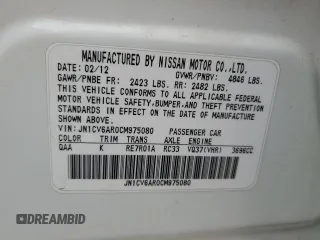 MANUFACTURED BY NISSAN MOTOR CO.,LTD.
DATE: 02/12 GVWR/PNBV: 4846 LBS.
GAWR/PNBE FR: 2423 LBS. RR: 2482 LBS.
THIS VEHICLE CONFORMS TO ALL APPLICABLE
FEDERAL MOTOR VEHICLE SAFETY,BUMPER,AND THEFT PREVENTION
STANDARDS IN EFFECT ON THE DATE OF MANUFACTURE
SHOWN ABOVE.
VIN: JN1CV6AR0CM975080 PASSENGER CAR
COLOR TRIM TRANS AXLE ENGINE
QAA K RE7R01A RC33 VQ37(VHR) 3696CC
JN1CV6AR0CM975080
AUTOBIDMASTER